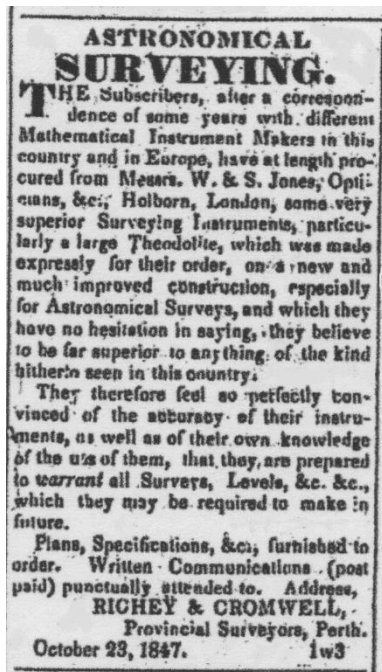 ASTRONOMICAL
SURVEYING.
THE Subscribers, after a correspon-
dence of some years with different
Mathematical Instrument Makers in this
country and in Europe, have at length pro-
cured from Messrs. W. & S. Jones, Opti-
cians, &c., Holborn, London, some very
superior Surveying Instruments, particu-
larly a large Theodolite, which was made
expressly for their order, on a new and
much improved construction, especially
for Astronomical Surveys, and which they
have no hesitation in saying, they believe
to be far superior to anything of the kind
hitherto seen in this country.
They therefore feel so perfectly con-
vinced of the accuracy of their instru-
ments, as well as of their own knowledge
of the use of them, that they are prepared
to warrant all Surveys, Levels, &c. &c.,
which they may be required to make in
future.
Plans, Specifications, &c., furnished to
order. Written Communications (post
paid) punctually attended to. Address,
RICHEY & CROMWELL,
Provincial Surveyors, Perth.
October 23, 1847. 1w3